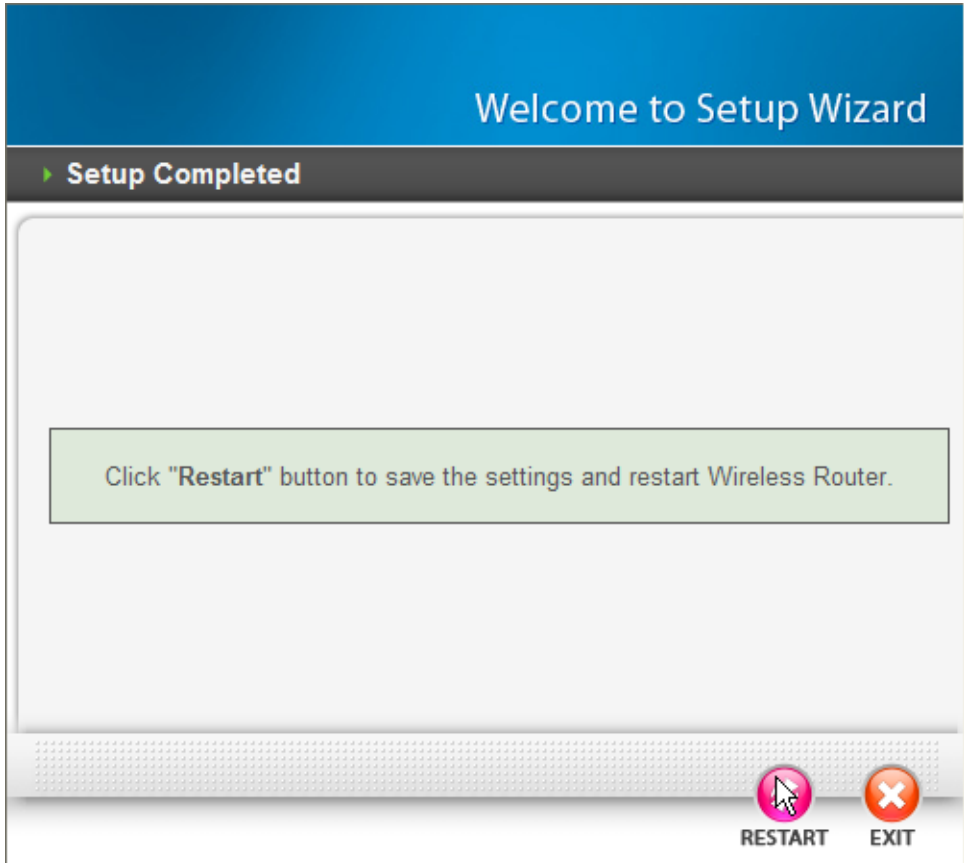 Welcome to Setup Wizard
Setup Completed
Click "Restart" button to save the settings and restart Wireless Router.
RESTART EXIT